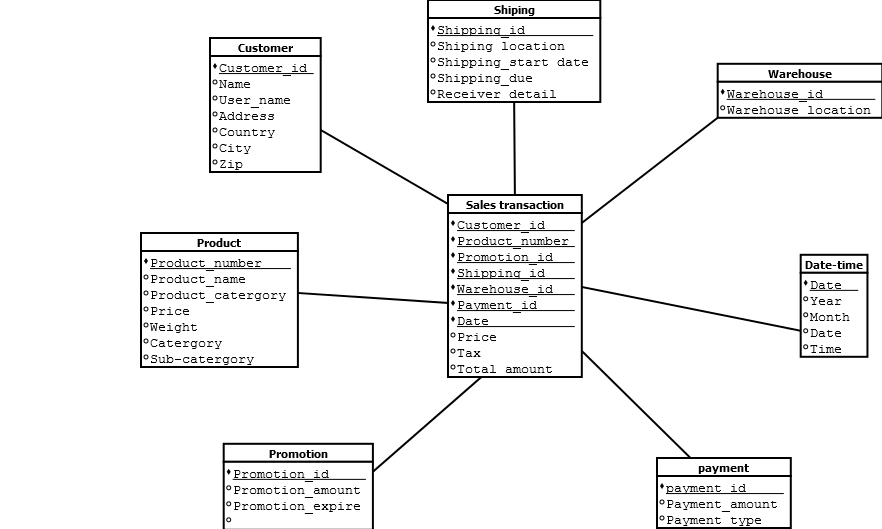 Shiping
Shipping_id
Shiping location
Shipping_start date
Shipping_due
Receiver detail
Customer
Customer_id
Name
User_name
Address
Country
City
Zip
Warehouse
Warehouse_id
Warehouse location
Sales transaction
Customer_id
Product_number
Promotion_id
Shipping_id
Warehouse_id
Payment_id
Date
Price
Tax
Total amount
Product
Product_number
Product_name
Product_catergory
Price
Weight
Catergory
Sub-catergory
Date-time
Date
Year
Month
Date
Time
Promotion
Promotion_id
Promotion_amount
Promotion_expire
payment
payment_id
Payment_amount
Payment_type